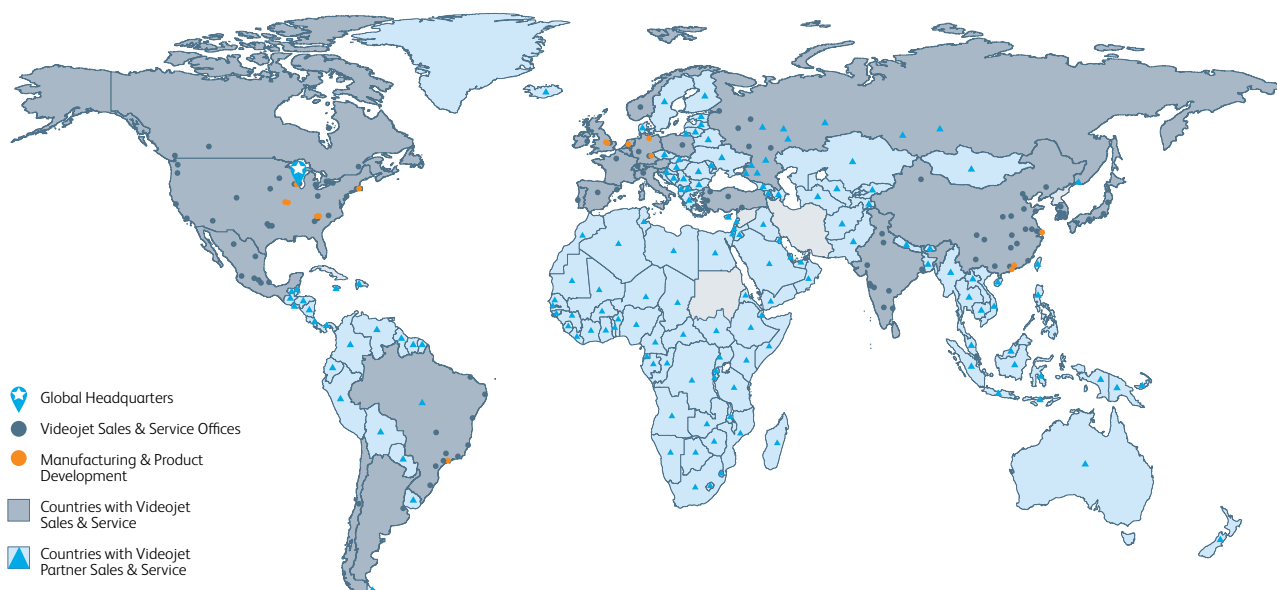 Global Headquarters
Videojet Sales & Service Offices
Manufacturing & Product
Development
Countries with Videojet
Sales & Service
Countries with Videojet
Partner Sales & Service